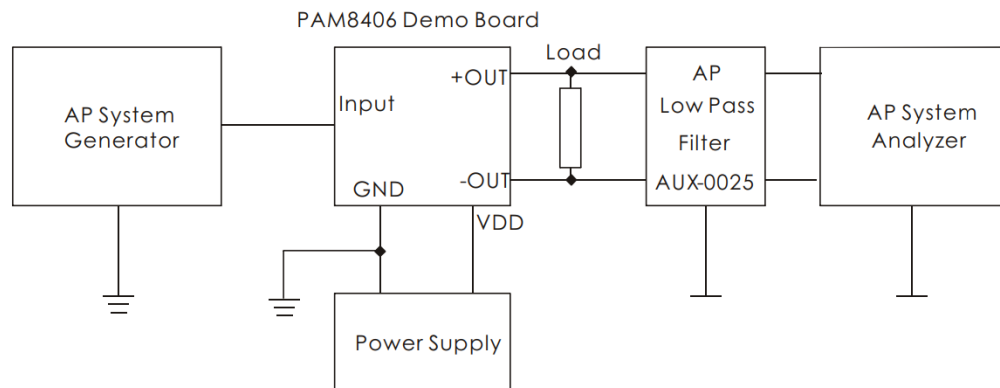 PAM8406 Demo Board
AP System
Generator
Input
+OUT
-OUT
GND
VDD
Load
AP
Low Pass
Filter
AUX-0025
AP System
Analyzer
Power Supply